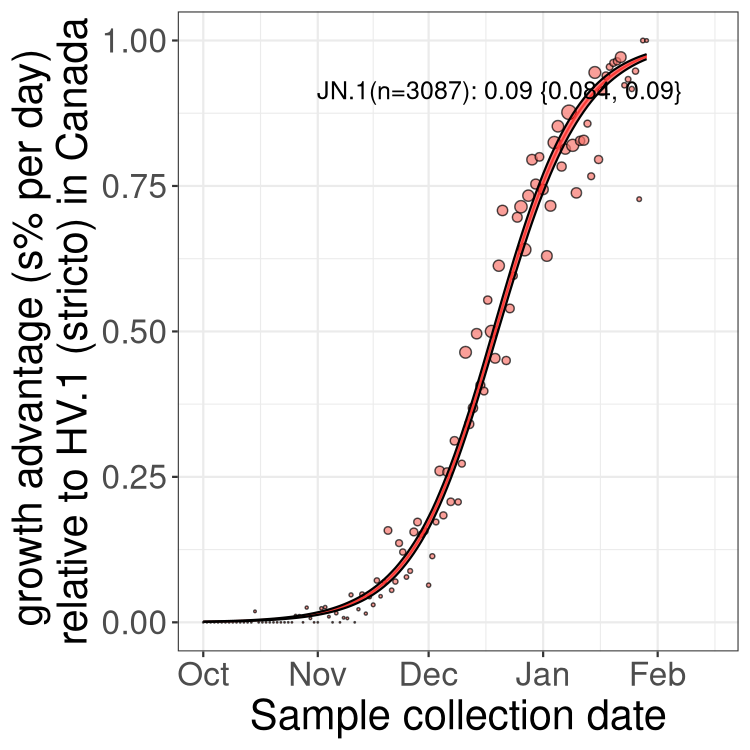 growth advantage (s% per day)
relative to HV.1 (stricto) in Canada
1.00
0.75
0.50
0.25
0.00
JN.1(n=3087): 0.09 {0.084, 0.09}
Oct Nov Dec Jan Feb
Sample collection date